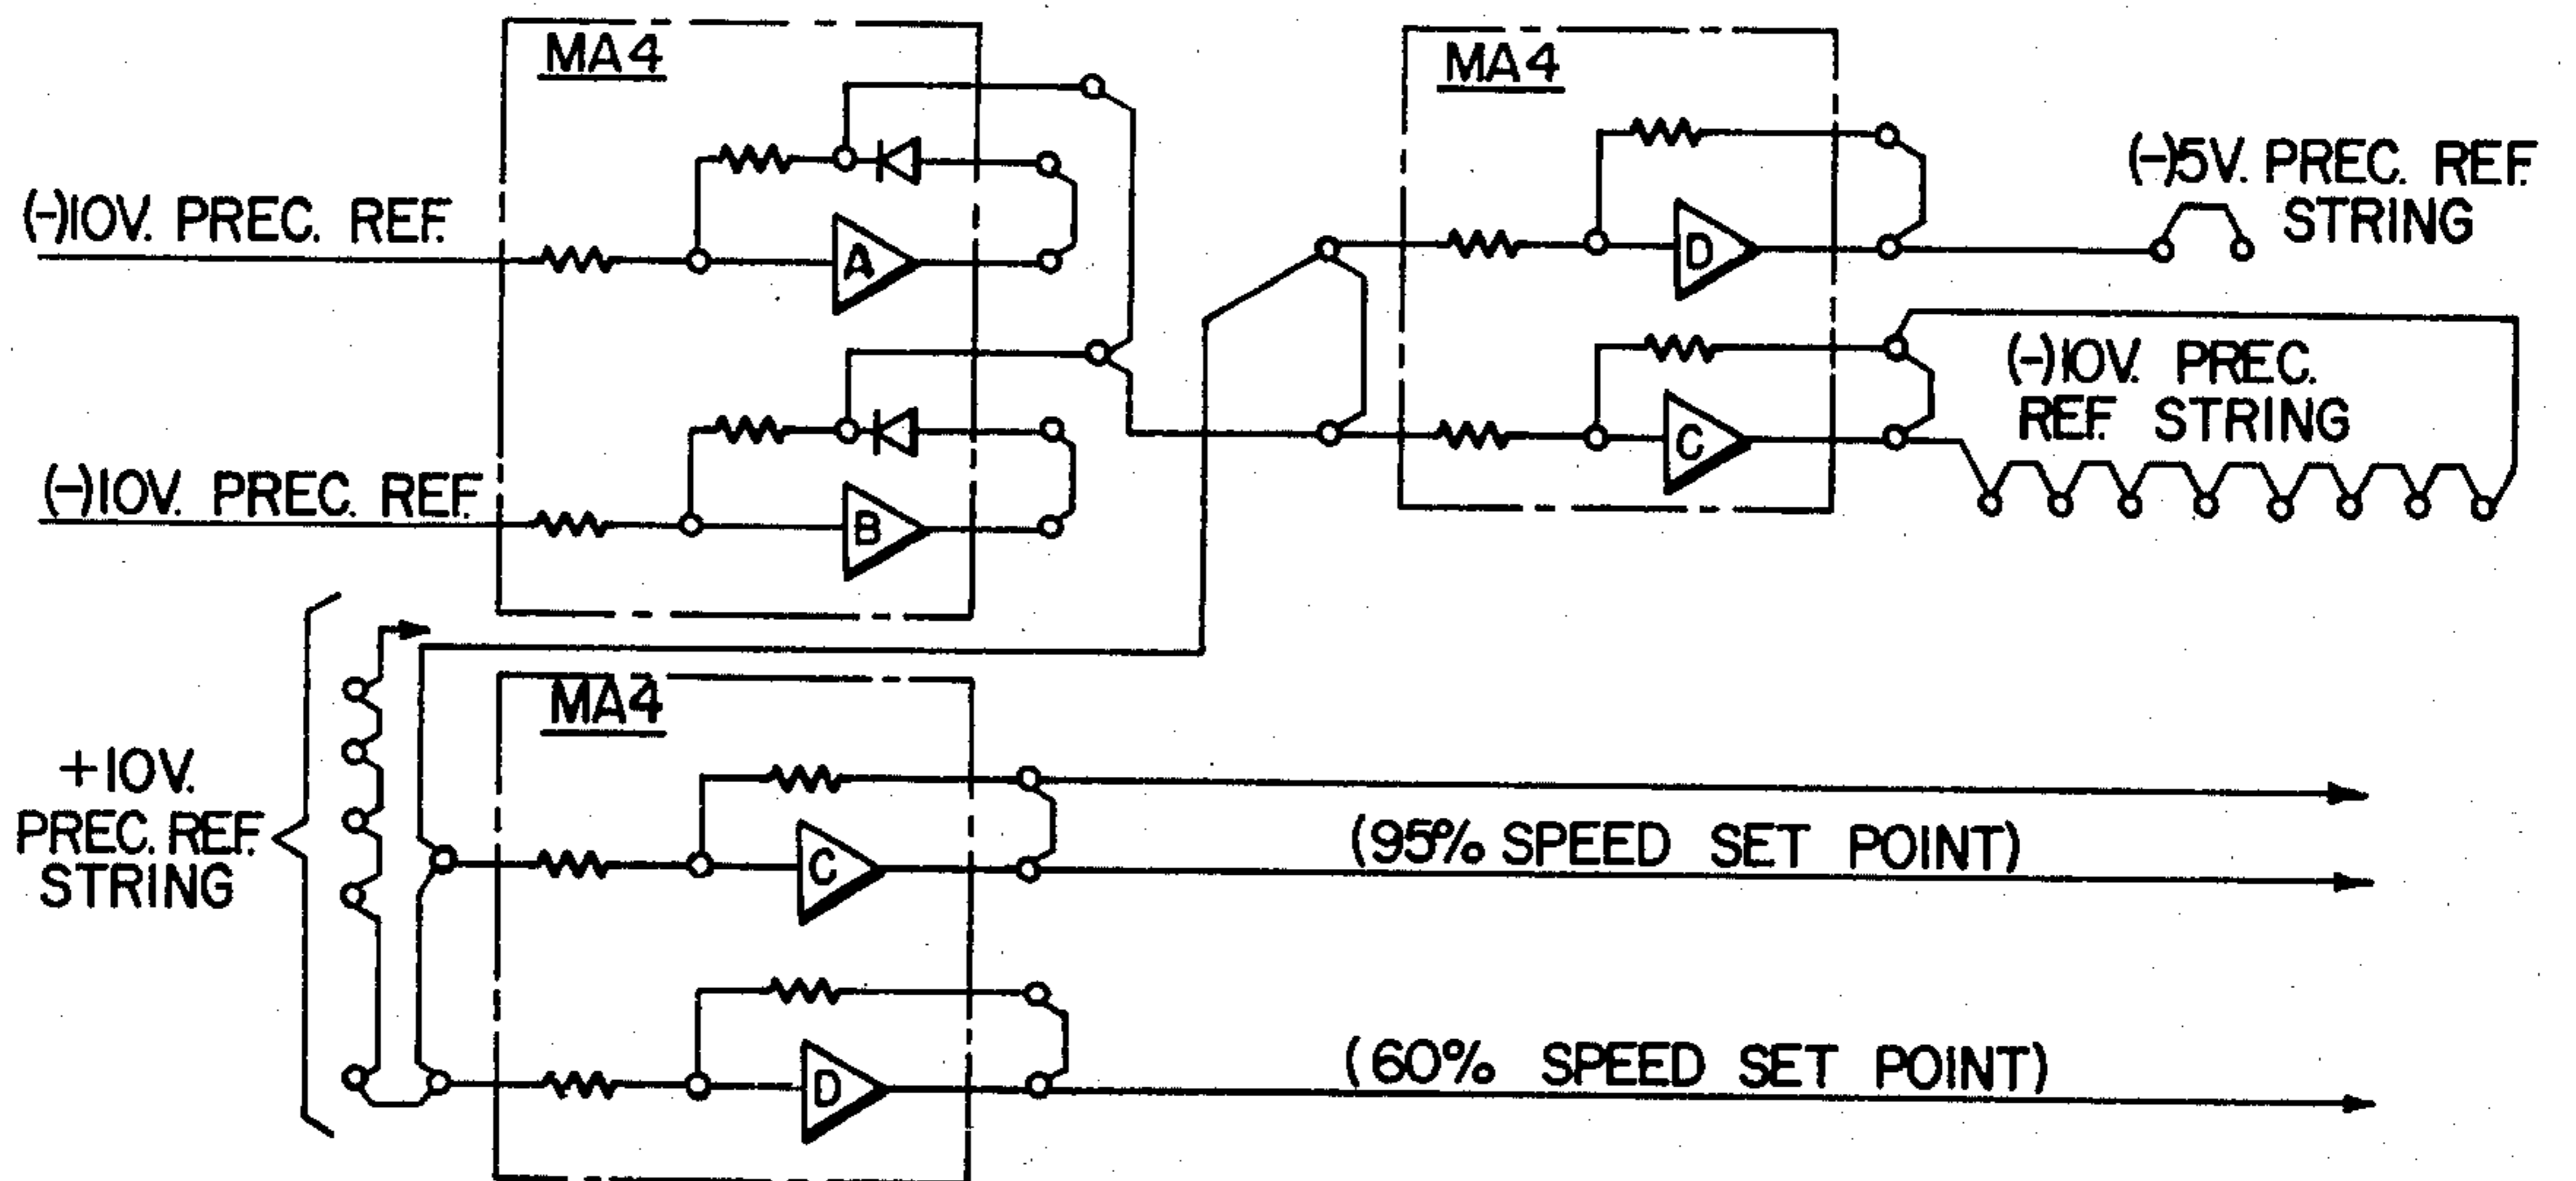 MA4
(-)10V. PREC. REF.
A
(-)10V. PREC. REF.
B
MA4
D
(-)5V. PREC. REF.
STRING
(-)10V. PREC.
REF. STRING
C
+10V.
PREC. REF.
STRING
MA4
C
(95% SPEED SET POINT)
D
(60% SPEED SET POINT)